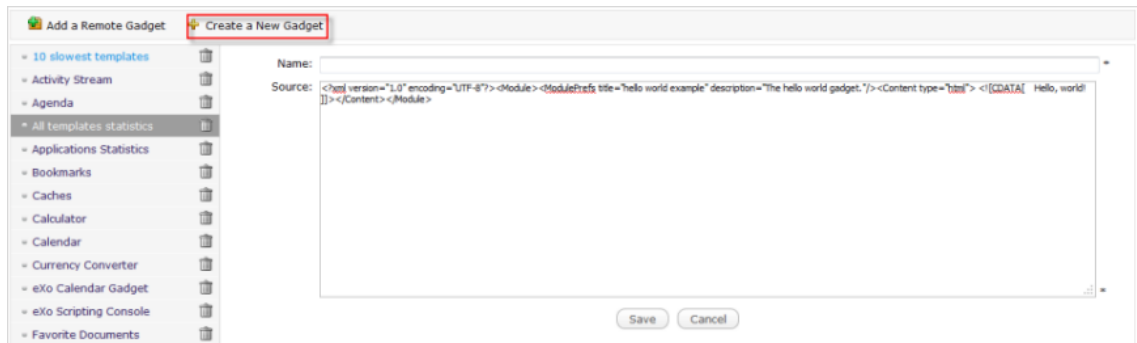 Add a Remote Gadget Create a New Gadget
10 slowest templates
Activity Stream
Agenda
All templates statistics
Applications Statistics
Bookmarks
Caches
Calculator
Calendar
Currency Converter
eXo Calendar Gadget
eXo Scripting Console
Favorite Documents
Name: *
Source: <?xml version="1.0" encoding="UTF-8"?><Module><ModulePrefs title="hello world example" description="The hello world gadget."/><Content type="html"> <![CDATA[ Hello, world!
]]></Content></Module>
*
Save Cancel